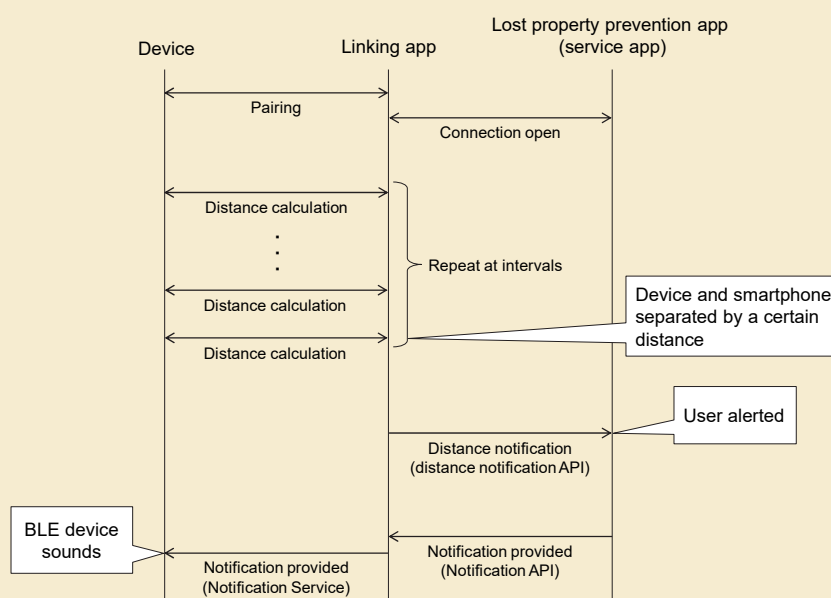 Device
Linking app
Lost property prevention app
(service app)
Pairing
Connection open
Distance calculation
Repeat at intervals
Distance calculation
Distance calculation
Device and smartphone
separated by a certain
distance
User alerted
Distance notification
(distance notification API)
BLE device
sounds
Notification provided
(Notification API)
Notification provided
(Notification Service)